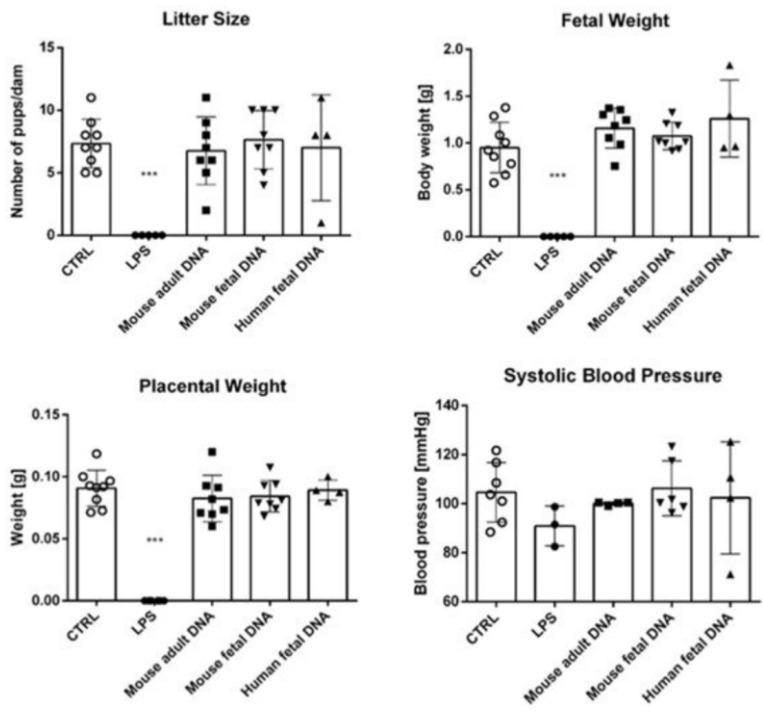 Litter Size
Number of pups/dam
15
10
5
0
***
CTRL
LPS
Mouse adult DNA
Mouse fetal DNA
Human fetal DNA
Fetal Weight
Body weight [g]
2.0
1.5
1.0
0.5
0.0
***
CTRL
LPS
Mouse adult DNA
Mouse fetal DNA
Human fetal DNA
Placental Weight
Weight [g]
0.15
0.10
0.05
0.00
***
CTRL
LPS
Mouse adult DNA
Mouse fetal DNA
Human fetal DNA
Systolic Blood Pressure
Blood pressure [mmHg]
140
120
100
80
60
CTRL
LPS
Mouse adult DNA
Mouse fetal DNA
Human fetal DNA